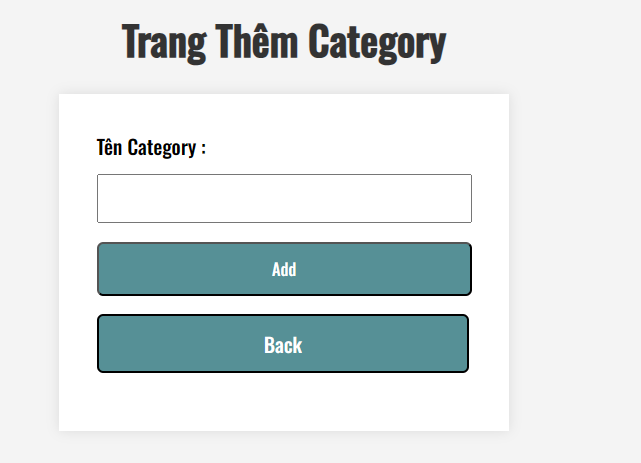 Trang Thêm Category
Tên Category :
Add
Back